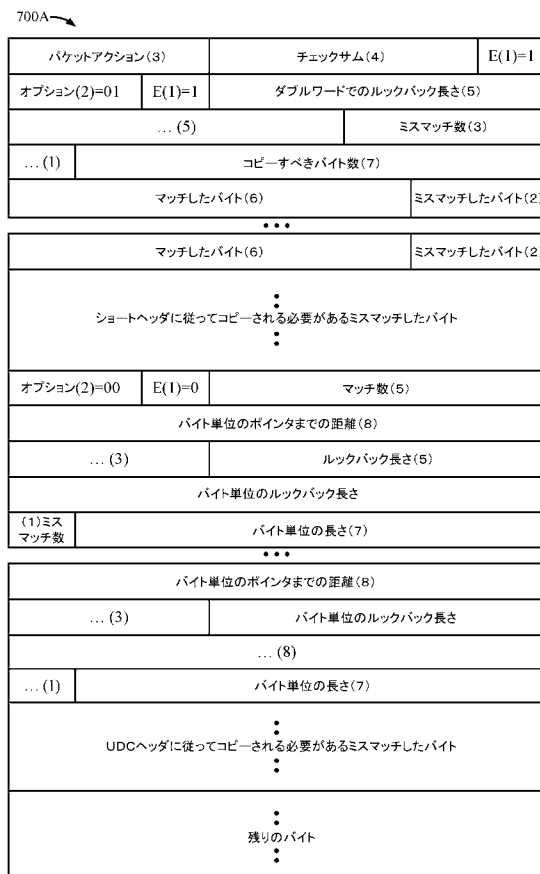 700A
パケットアクション(3) チェックサム(4) E(1)=1
オプション(2)=01 E(1)=1 ダブルワードでのルックバック長さ(5)
… (5) ミスマッチ数(3)
… (1) コピーすべきバイト数(7)
マッチしたバイト(6) ミスマッチしたバイト(2)
マッチしたバイト(6) ミスマッチしたバイト(2)
ショートヘッダに従ってコピーされる必要があるミスマッチしたバイト
オプション(2)=00 E(1)=0 マッチ数(5)
バイト単位のポインタまでの距離(8)
… (3) ルックバック長さ(5)
バイト単位のルックバック長さ
(1)ミス
マッチ数 バイト単位の長さ(7)
バイト単位のポインタまでの距離(8)
… (3) バイト単位のルックバック長さ
… (8)
… (1) バイト単位の長さ(7)
UDCヘッダに従ってコピーされる必要があるミスマッチしたバイト
残りのバイト